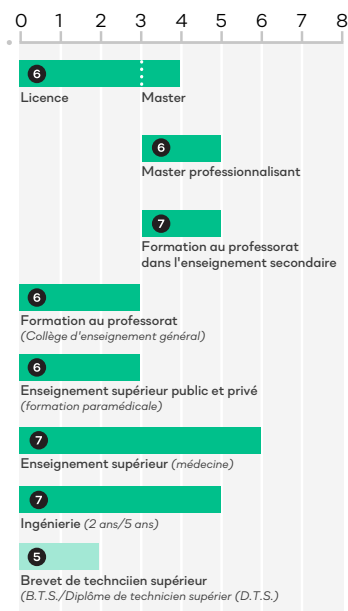 0 1 2 3 4 5 6 7 8
6
Licence Master
6
Master professionnalisant
7
Formation au professorat
dans l'enseignement secondaire
6
Formation au professorat
(Collège d'enseignement général)
6
Enseignement supérieur public et privé
(formation paramédicale)
7
Enseignement supérieur (médecine)
7
Ingénierie (2 ans/5 ans)
5
Brevet de technciien supérieur
(B.T.S./Diplôme de technicien supérier (D.T.S.)